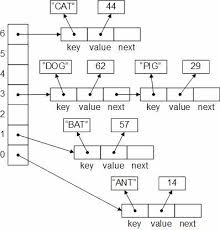 "CAT" 44
6
key value next
5
"DOG" 62 "PIG" 29
4
3
key value next key value next
2
"BAT" 57
1
0
key value next
"ANT" 14
key value next